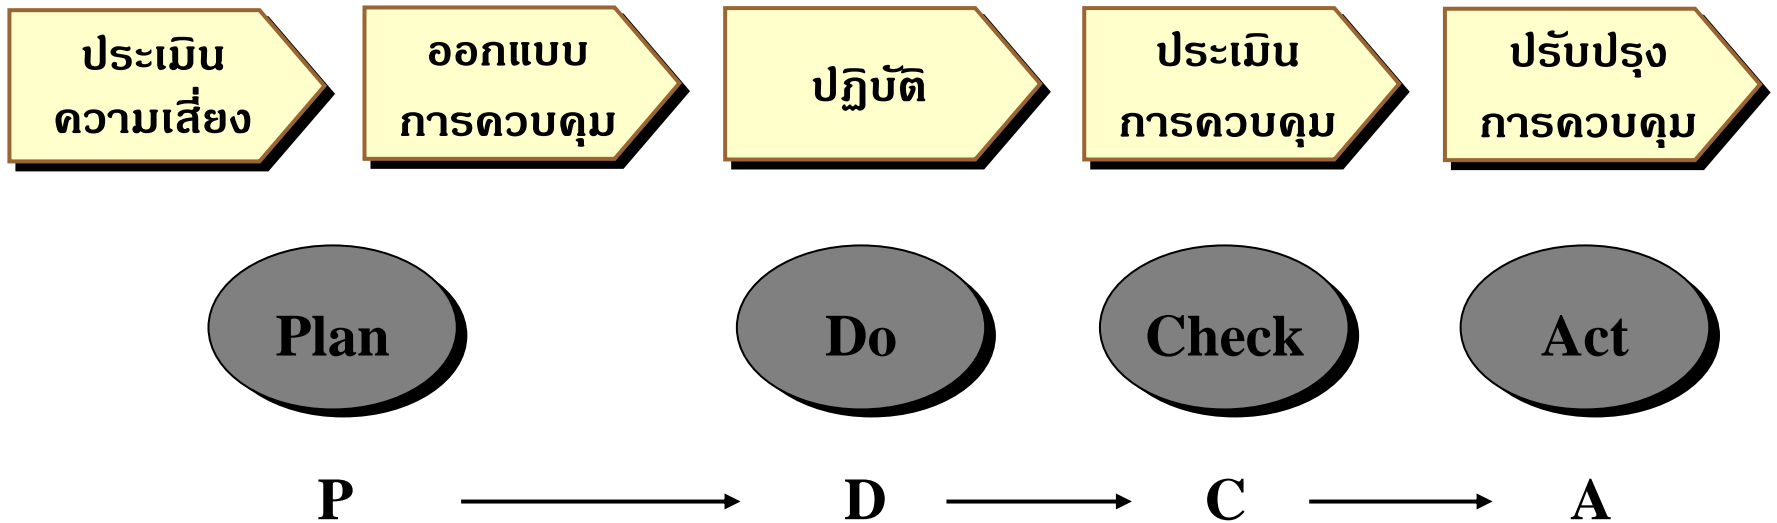 ประเมิน
ความเสี่ยง
ออกแบบ
การควบคุม
ปฏิบัติ
ประเมิน
การควบคุม
ปรับปรุง
การควบคุม
Plan
Do
Check
Act
P
D
C
A